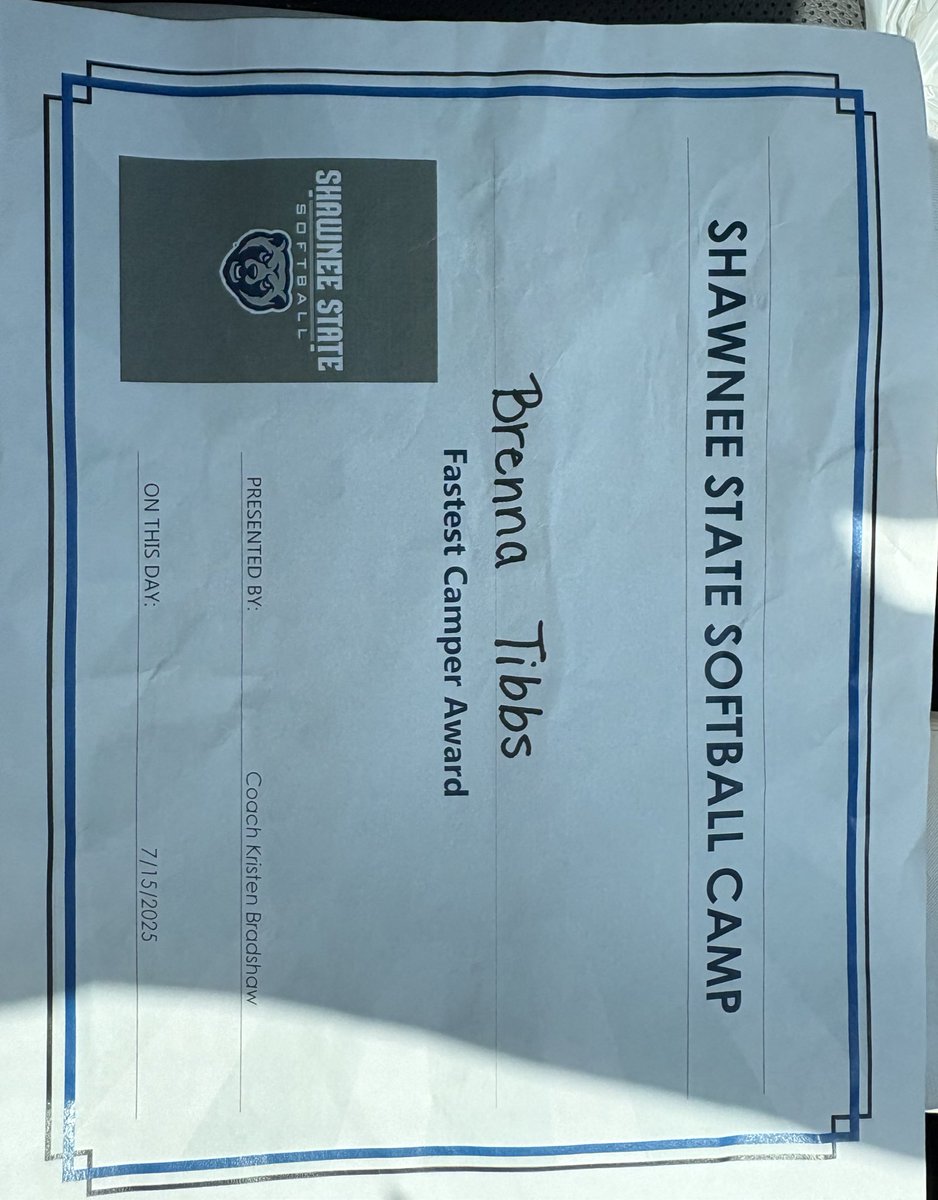 SHAWNEE STATE SOFTBALL CAMP
Brenna Tibbs
Fastest Camper Award
SHAWNEE STATE
SOFTBALL
PRESENTED BY: Coach Kristen Bradshaw
ON THIS DAY: 7/15/2025